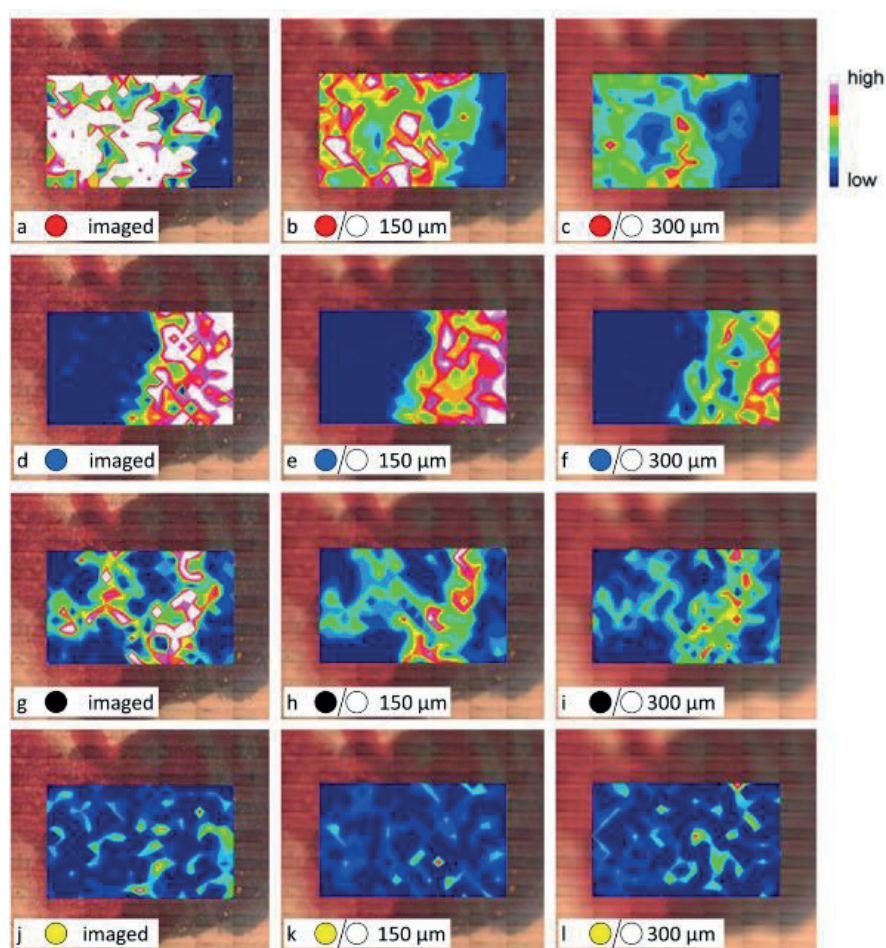 high
low
a imaged
b / 150 μm
c / 300 μm
d imaged
e / 150 μm
f / 300 μm
g imaged
h / 150 μm
i / 300 μm
j imaged
k / 150 μm
l / 300 μm